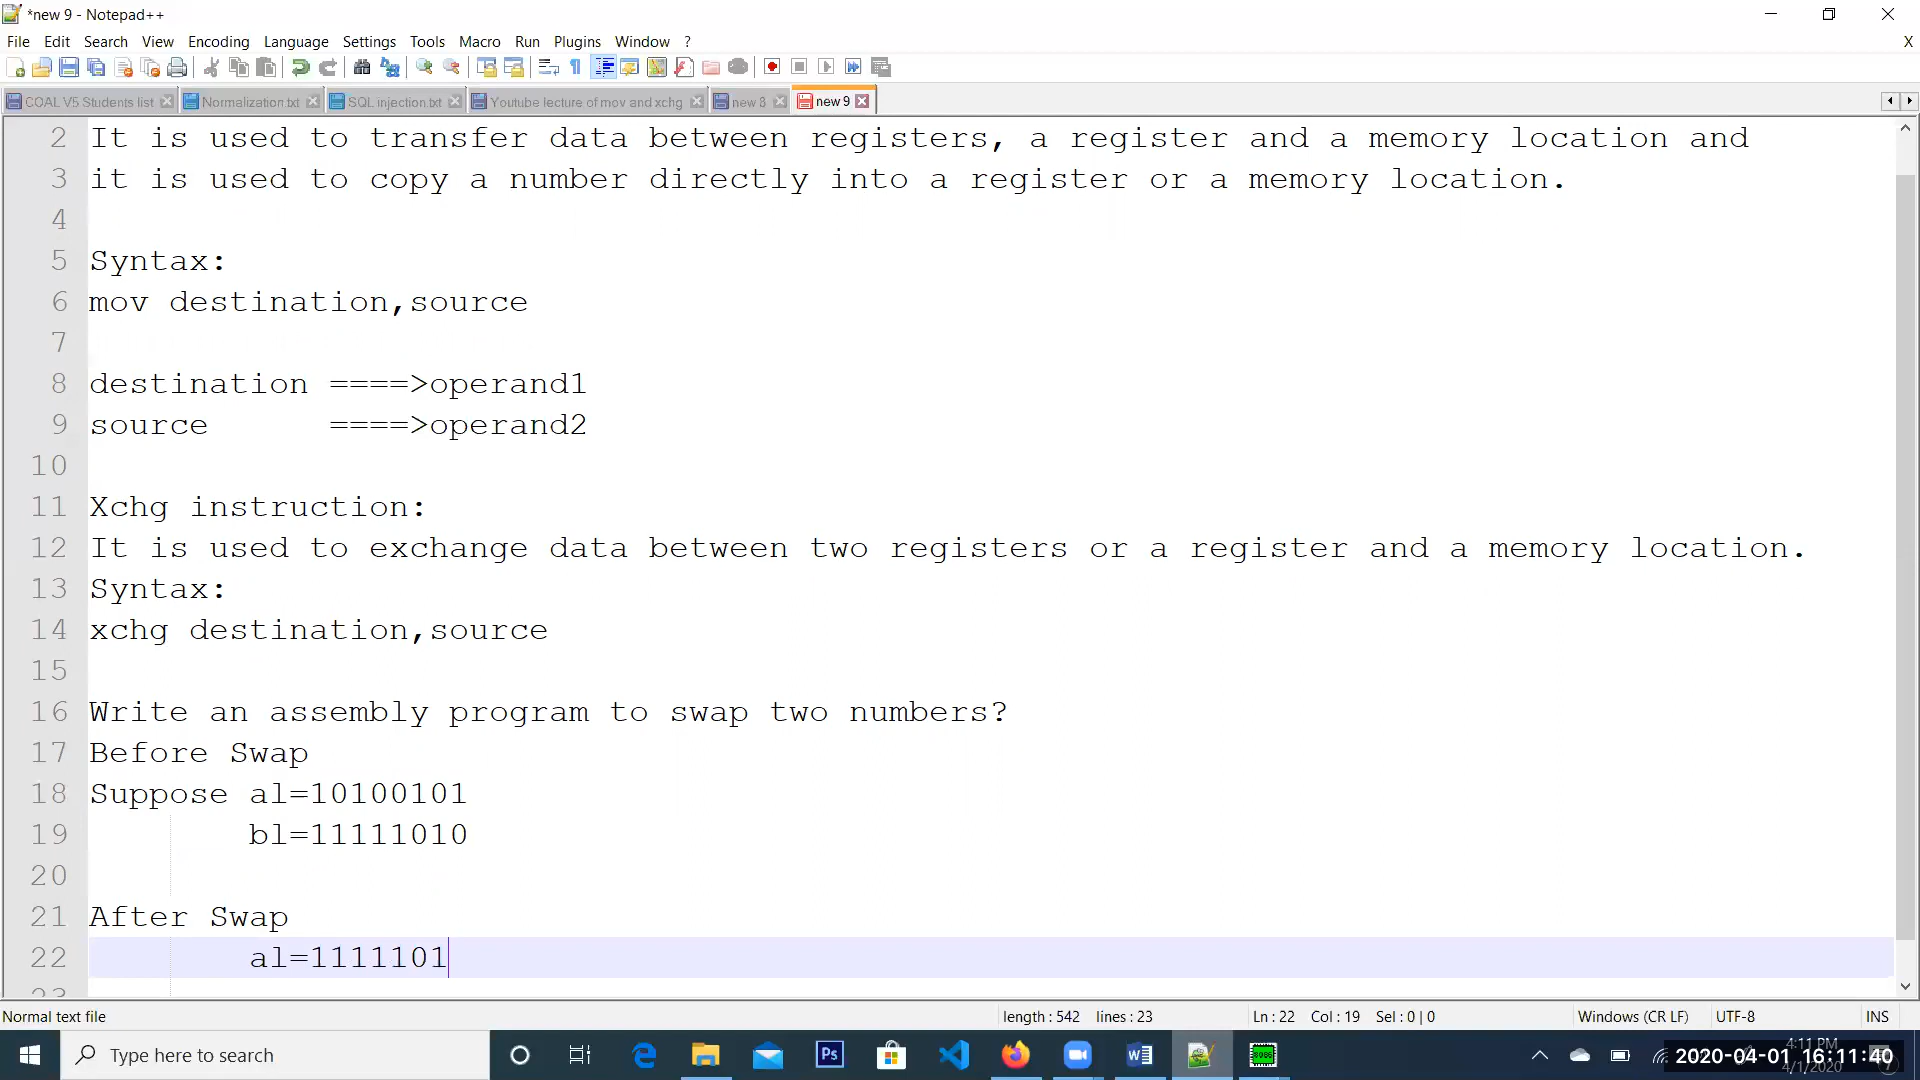 *new 9 - Notepad++
File Edit Search View Encoding Language Settings Tools Macro Run Plugins Window ? X
COAL V5 Students list Normalization.txt SQL injection.txt Youtube lecture of mov and xchg new 8 new 9
2 It is used to transfer data between registers, a register and a memory location and
3 it is used to copy a number directly into a register or a memory location.
4
5 Syntax:
6 mov destination,source
7
8 destination ====>operand1
9 source ====>operand2
10
11 Xchg instruction:
12 It is used to exchange data between two registers or a register and a memory location.
13 Syntax:
14 xchg destination,source
15
16 Write an assembly program to swap two numbers?
17 Before Swap
18 Suppose al=10100101
19 bl=11111010
20
21 After Swap
22 al=1111101
23
Normal text file length : 542 lines : 23 Ln : 22 Col : 19 Sel : 0 | 0 Windows (CR LF) UTF-8 INS
Type here to search
4:11 PM
2020-04-01 16:11:40
4/1/2020